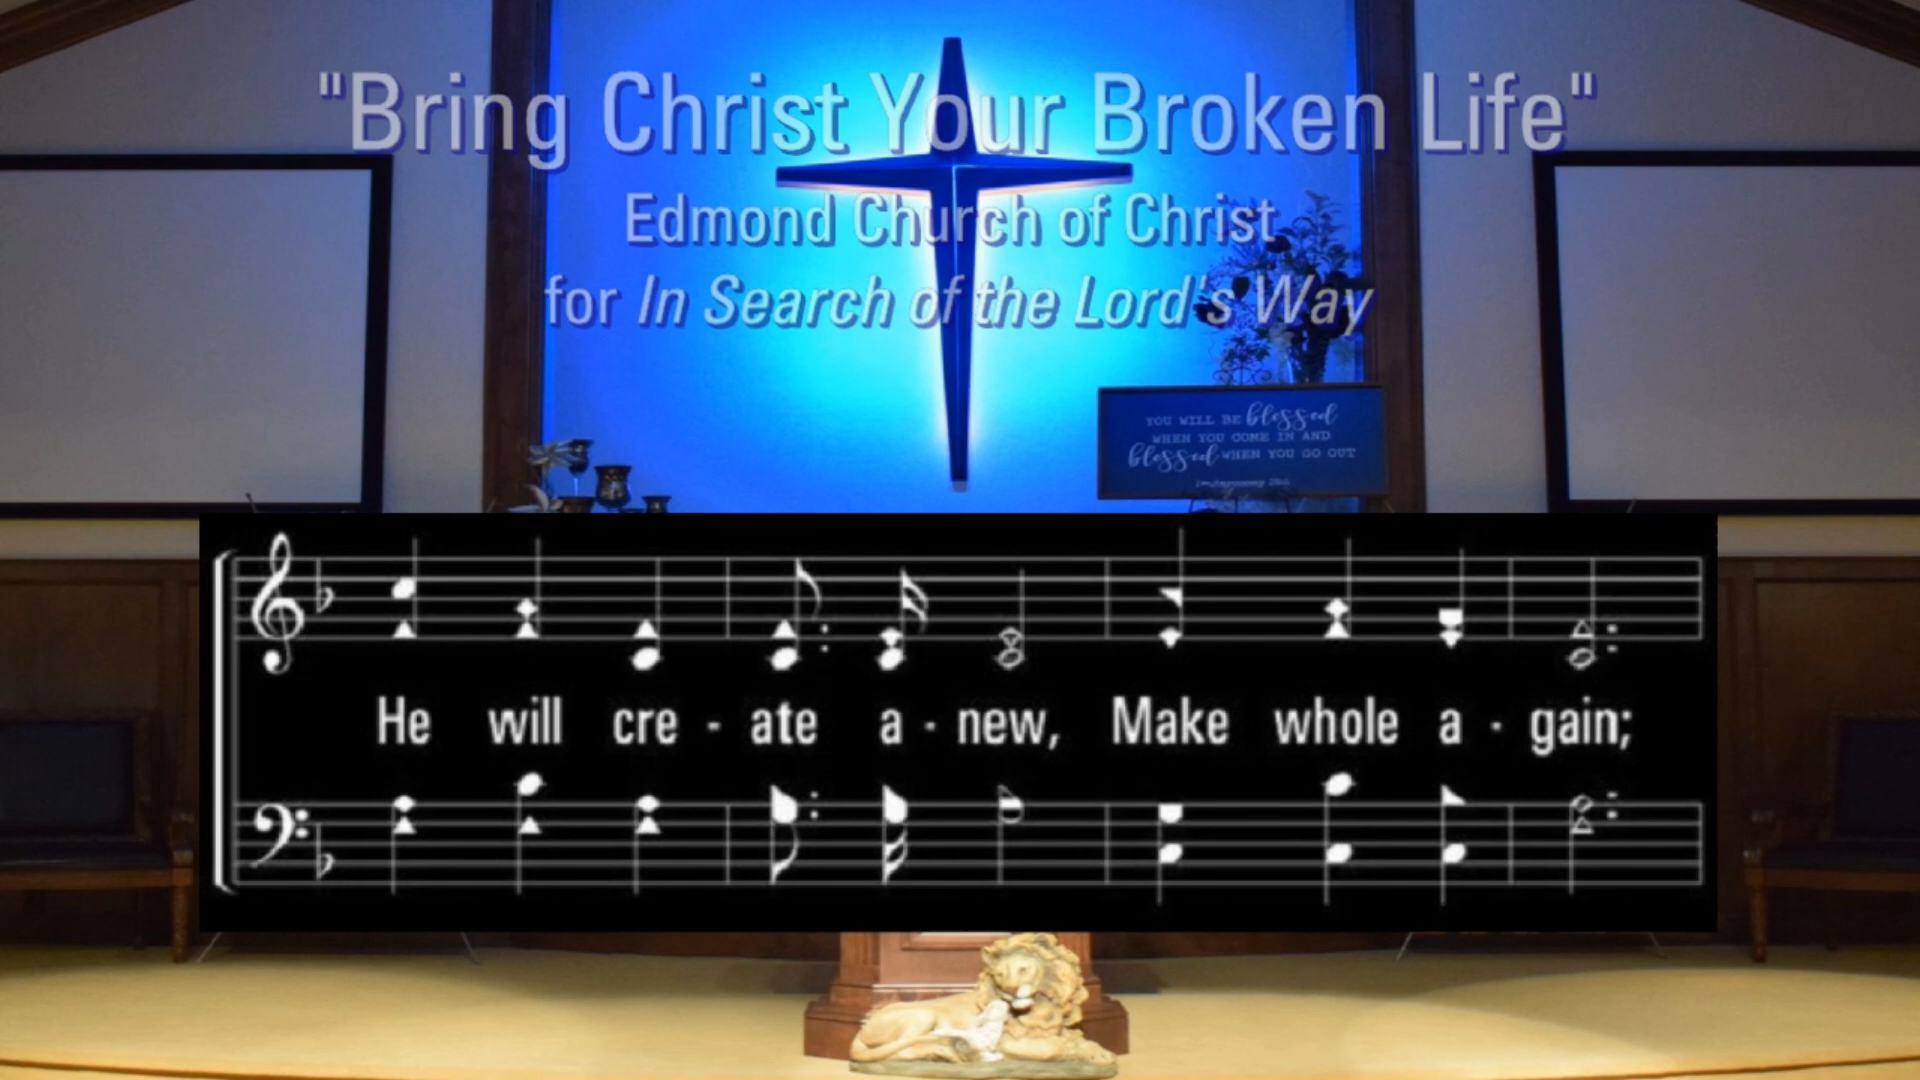 "Bring Christ Your Broken Life"
Edmond Church of Christ
for In Search of the Lord's Way
YOU WILL BE blessed
WHEN YOU COME IN AND
blessed WHEN YOU GO OUT
He will cre - ate a - new, Make whole a - gain;